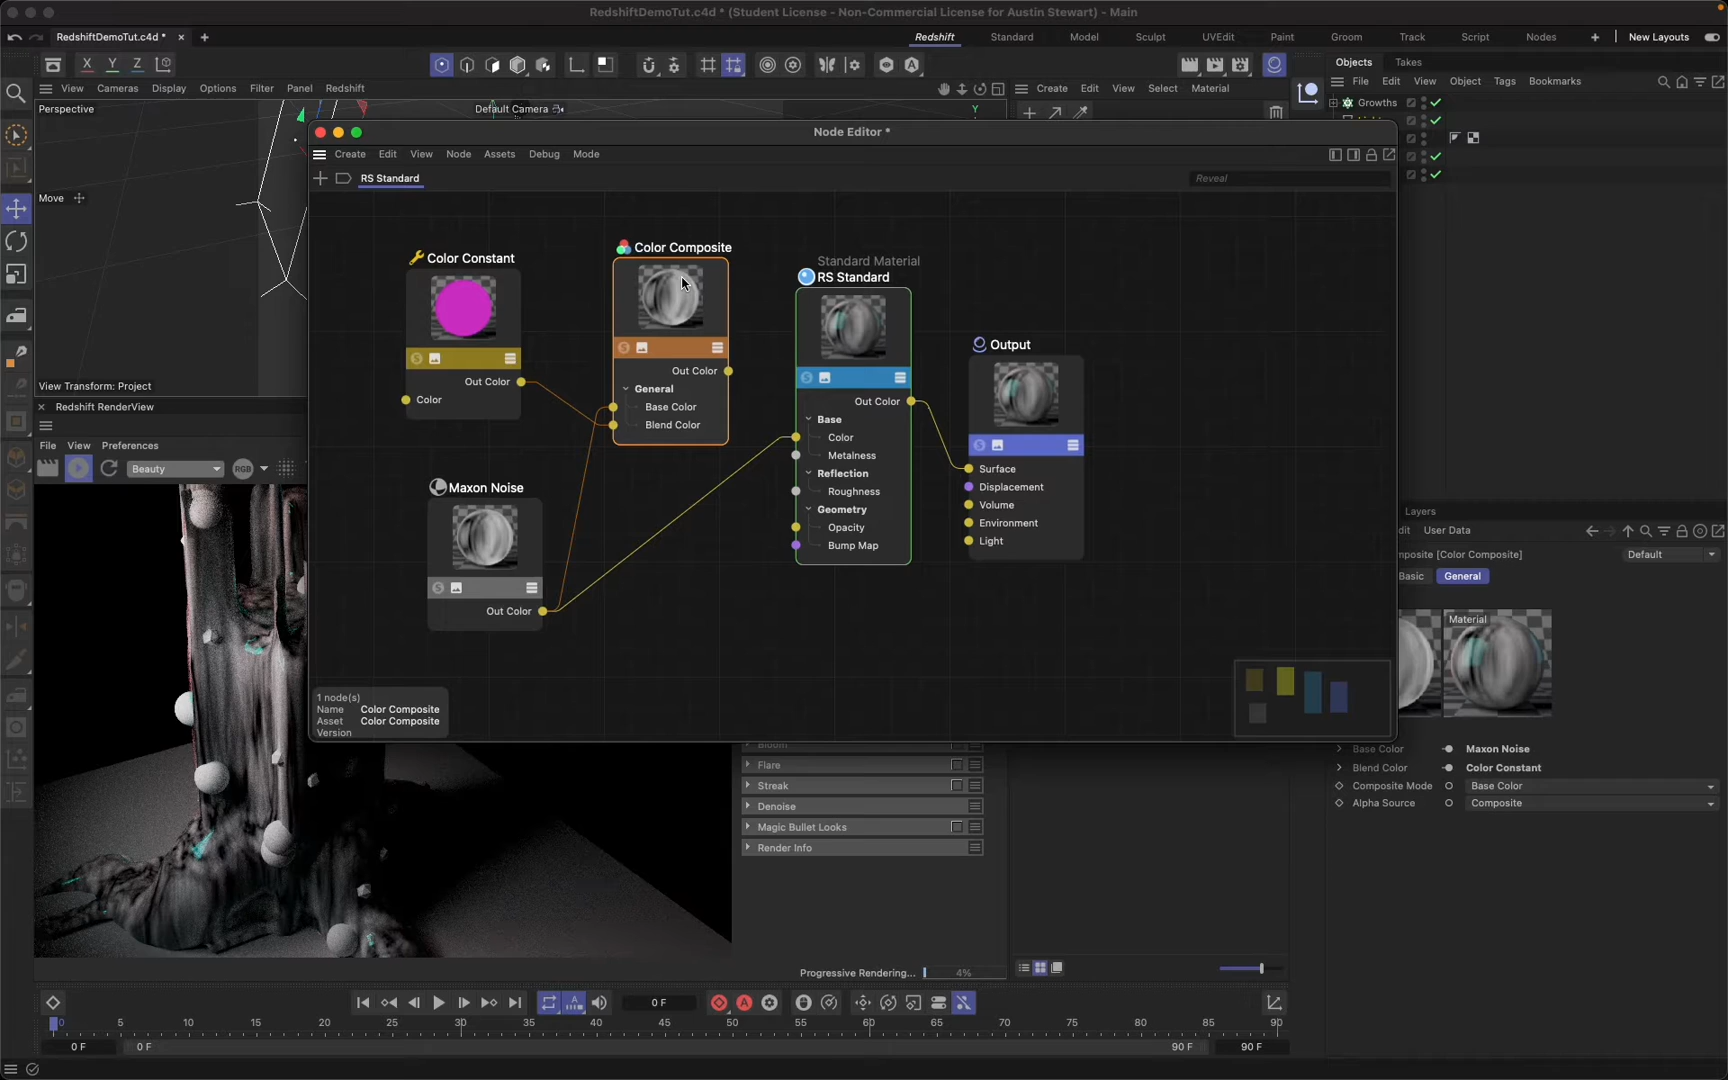 RedshiftDemoTut.c4d * (Student License - Non-Commercial License for Austin Stewart) - Main
RedshiftDemoTut.c4d *
Redshift
Standard
Model
Sculpt
UVEdit
Paint
Groom
Track
Script
Nodes
New Layouts
X
Y
Z
Objects
Takes
View
Cameras
Display
Options
Filter
Panel
Redshift
Create
Edit
View
Select
Material
File
Edit
View
Object
Tags
Bookmarks
Perspective
Default Camera
Y
Growths
Node Editor *
Create
Edit
View
Node
Assets
Debug
Mode
RS Standard
Reveal
Move
Color Constant
Out Color
Color
Color Composite
Out Color
General
Base Color
Blend Color
Standard Material
RS Standard
Out Color
Base
Color
Metalness
Reflection
Roughness
Geometry
Opacity
Bump Map
Output
Surface
Displacement
Volume
Environment
Light
Maxon Noise
Out Color
1 node(s)
Name Color Composite
Asset Color Composite
Version
View Transform: Project
Redshift RenderView
File
View
Preferences
Beauty
RGB
Layers
dit
User Data
nposite [Color Composite]
Default
Basic
General
Material
Base Color
Maxon Noise
Blend Color
Color Constant
Composite Mode
Base Color
Alpha Source
Composite
Bloom
Flare
Streak
Denoise
Magic Bullet Looks
Render Info
Progressive Rendering...
4%
0 F
0 5 10 15 20 25 30 35 40 45 50 55 60 65 70 75 80 85 90
0 F
0 F
90 F
90 F